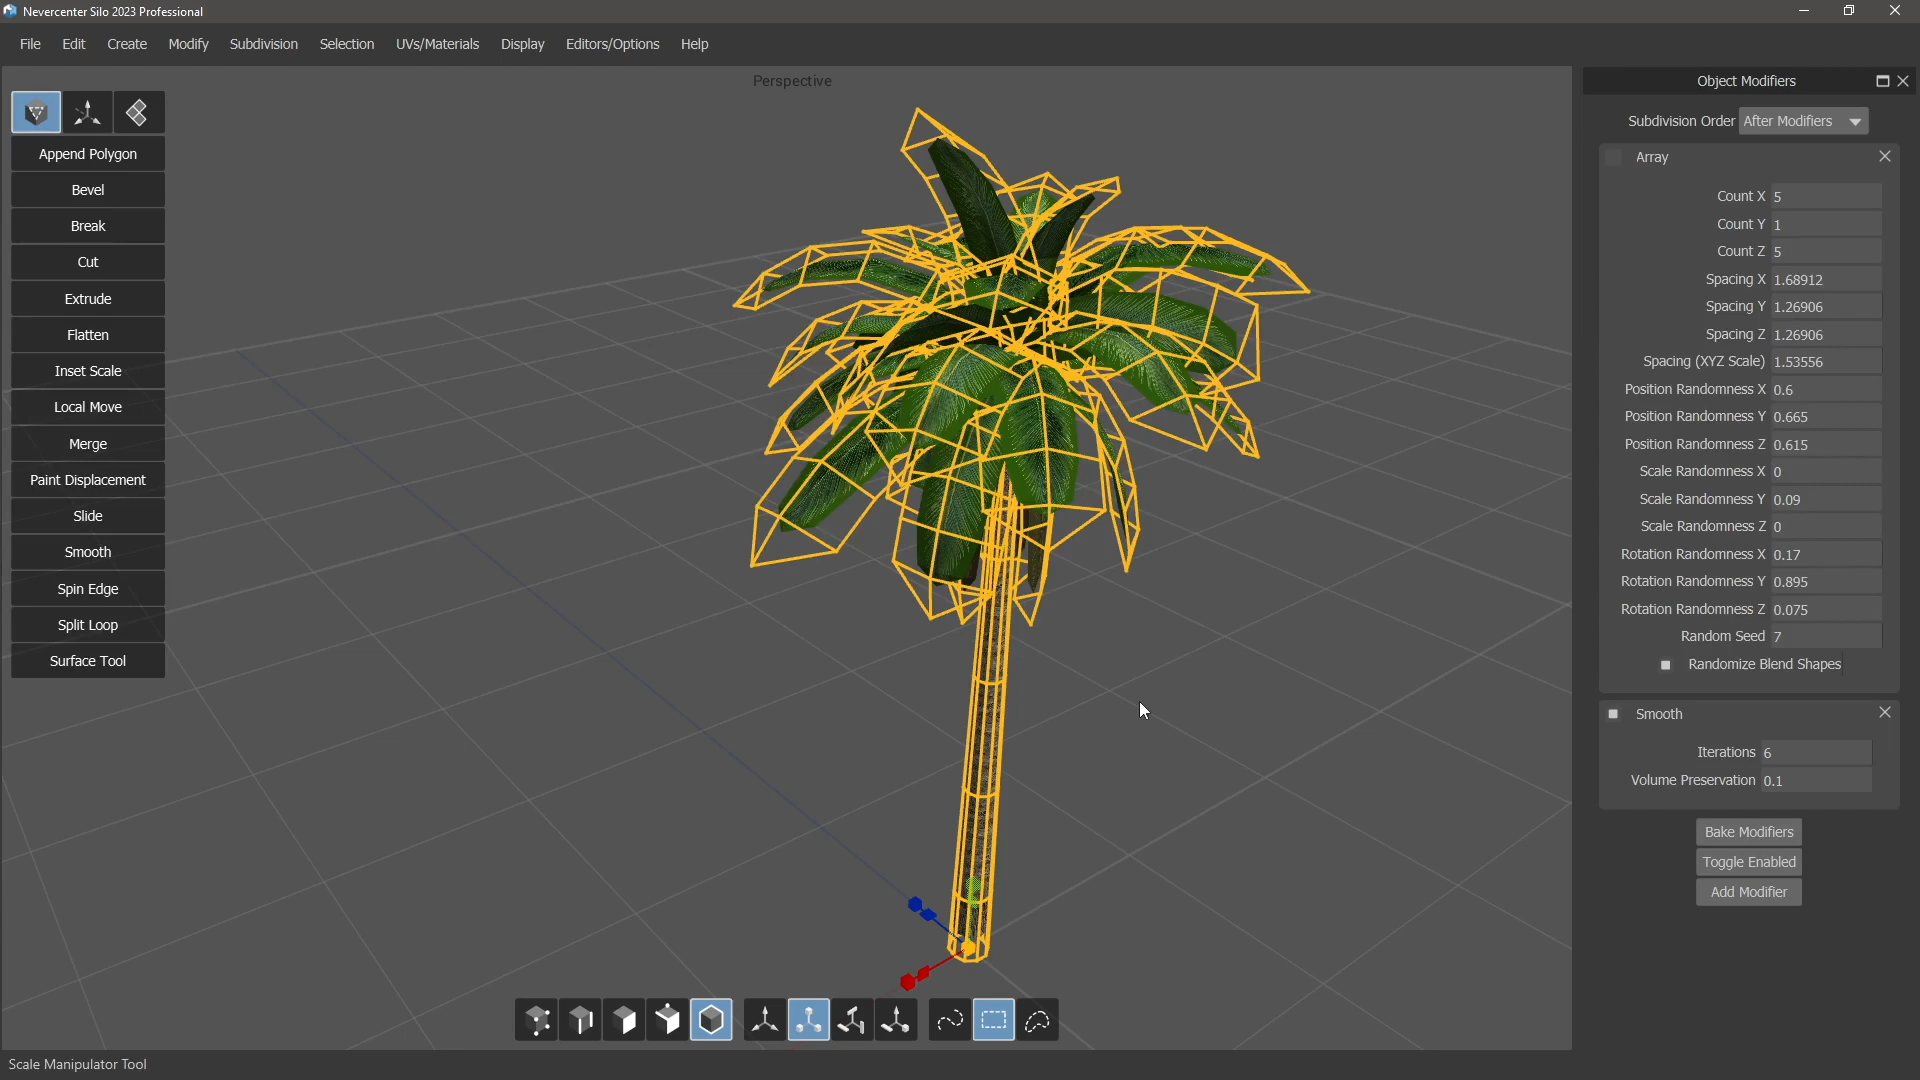 Nevercenter Silo 2023 Professional
File Edit Create Modify Subdivision Selection UVs/Materials Display Editors/Options Help
Perspective
Append Polygon
Bevel
Break
Cut
Extrude
Flatten
Inset Scale
Local Move
Merge
Paint Displacement
Slide
Smooth
Spin Edge
Split Loop
Surface Tool
Object Modifiers
Subdivision Order After Modifiers
Array
Count X 5
Count Y 1
Count Z 5
Spacing X 1.68912
Spacing Y 1.26906
Spacing Z 1.26906
Spacing (XYZ Scale) 1.53556
Position Randomness X 0.6
Position Randomness Y 0.665
Position Randomness Z 0.615
Scale Randomness X 0
Scale Randomness Y 0.09
Scale Randomness Z 0
Rotation Randomness X 0.17
Rotation Randomness Y 0.895
Rotation Randomness Z 0.075
Random Seed 7
Randomize Blend Shapes
Smooth
Iterations 6
Volume Preservation 0.1
Bake Modifiers
Toggle Enabled
Add Modifier
Scale Manipulator Tool